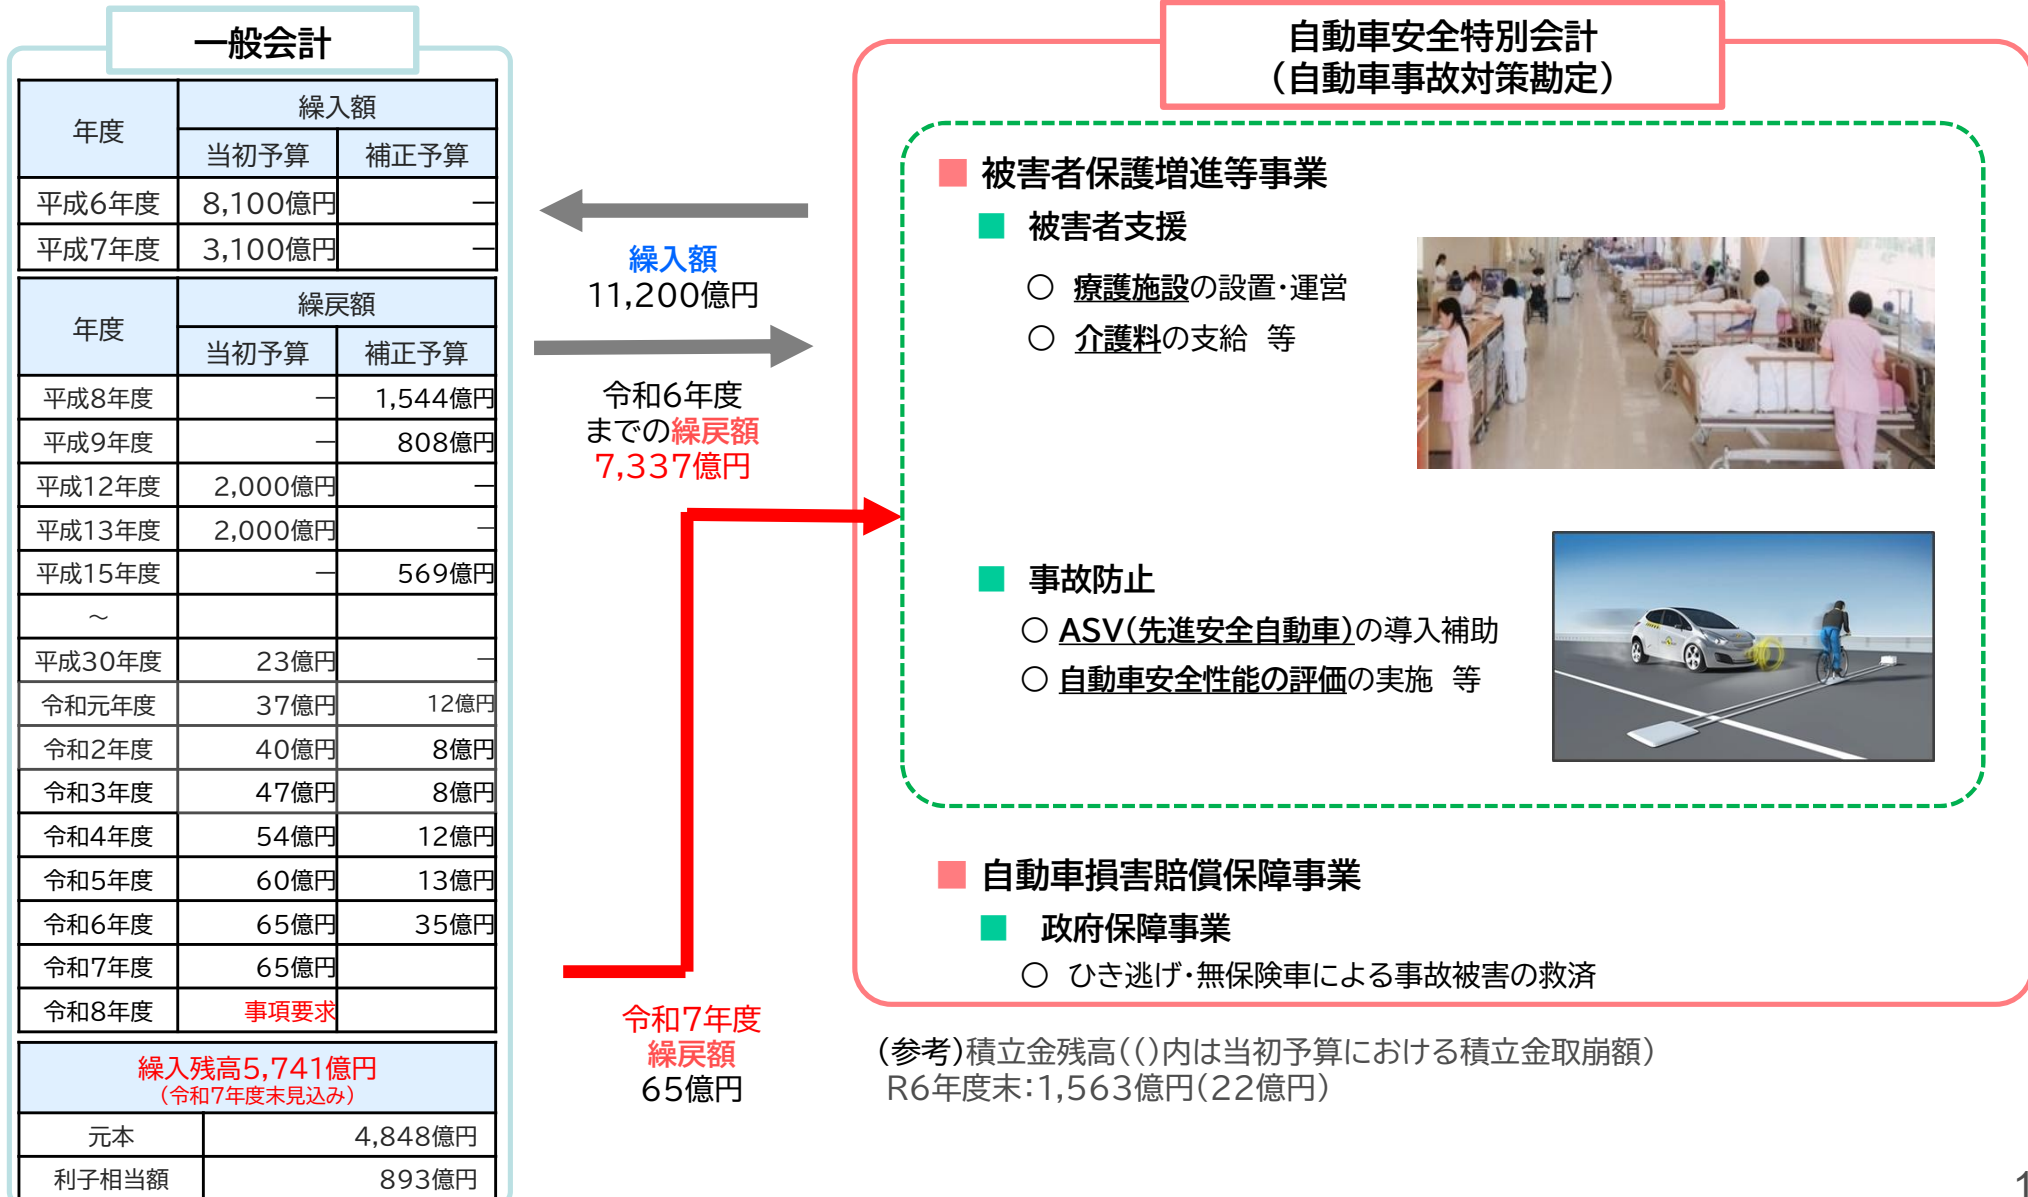 一般会計
年度 繰入額
当初予算 補正予算
平成6年度 8,100億円 ―
平成7年度 3,100億円 ―
年度 繰戻額
当初予算 補正予算
平成8年度 ― 1,544億円
平成9年度 ― 808億円
平成12年度 2,000億円 ―
平成13年度 2,000億円 ―
平成15年度 ― 569億円
～
平成30年度 23億円 ―
令和元年度 37億円 12億円
令和2年度 40億円 8億円
令和3年度 47億円 8億円
令和4年度 54億円 12億円
令和5年度 60億円 13億円
令和6年度 65億円 35億円
令和7年度 65億円
令和8年度 事項要求
繰入残高5,741億円
（令和7年度末見込み）
元本 4,848億円
利子相当額 893億円
繰入額
11,200億円
令和6年度
までの繰戻額
7,337億円
令和7年度
繰戻額
65億円
自動車安全特別会計
（自動車事故対策勘定）
■ 被害者保護増進等事業
■ 被害者支援
○ 療護施設の設置・運営
○ 介護料の支給 等
■ 事故防止
○ ASV（先進安全自動車）の導入補助
○ 自動車安全性能の評価の実施 等
■ 自動車損害賠償保障事業
■ 政府保障事業
○ ひき逃げ・無保険車による事故被害の救済
（参考）積立金残高（（）内は当初予算における積立金取崩額）
R6年度末：1,563億円（22億円）
1